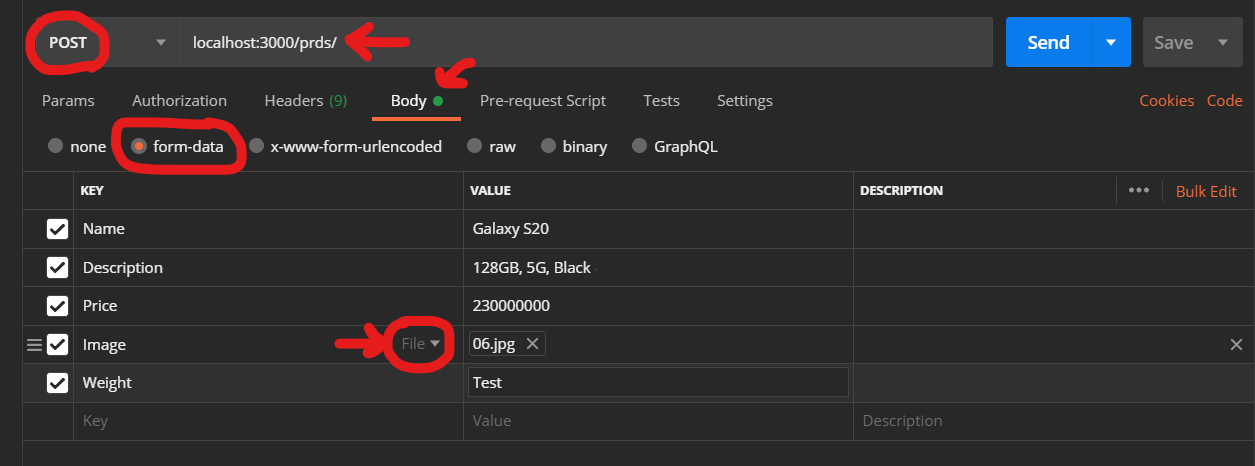 POST localhost:3000/prds/ Send Save
Params Authorization Headers (9) Body Pre-request Script Tests Settings Cookies Code
none form-data x-www-form-urlencoded raw binary GraphQL
KEY VALUE DESCRIPTION ••• Bulk Edit
Name Galaxy S20
Description 128GB, 5G, Black
Price 230000000
Image File 06.jpg
Weight Test
Key Value Description